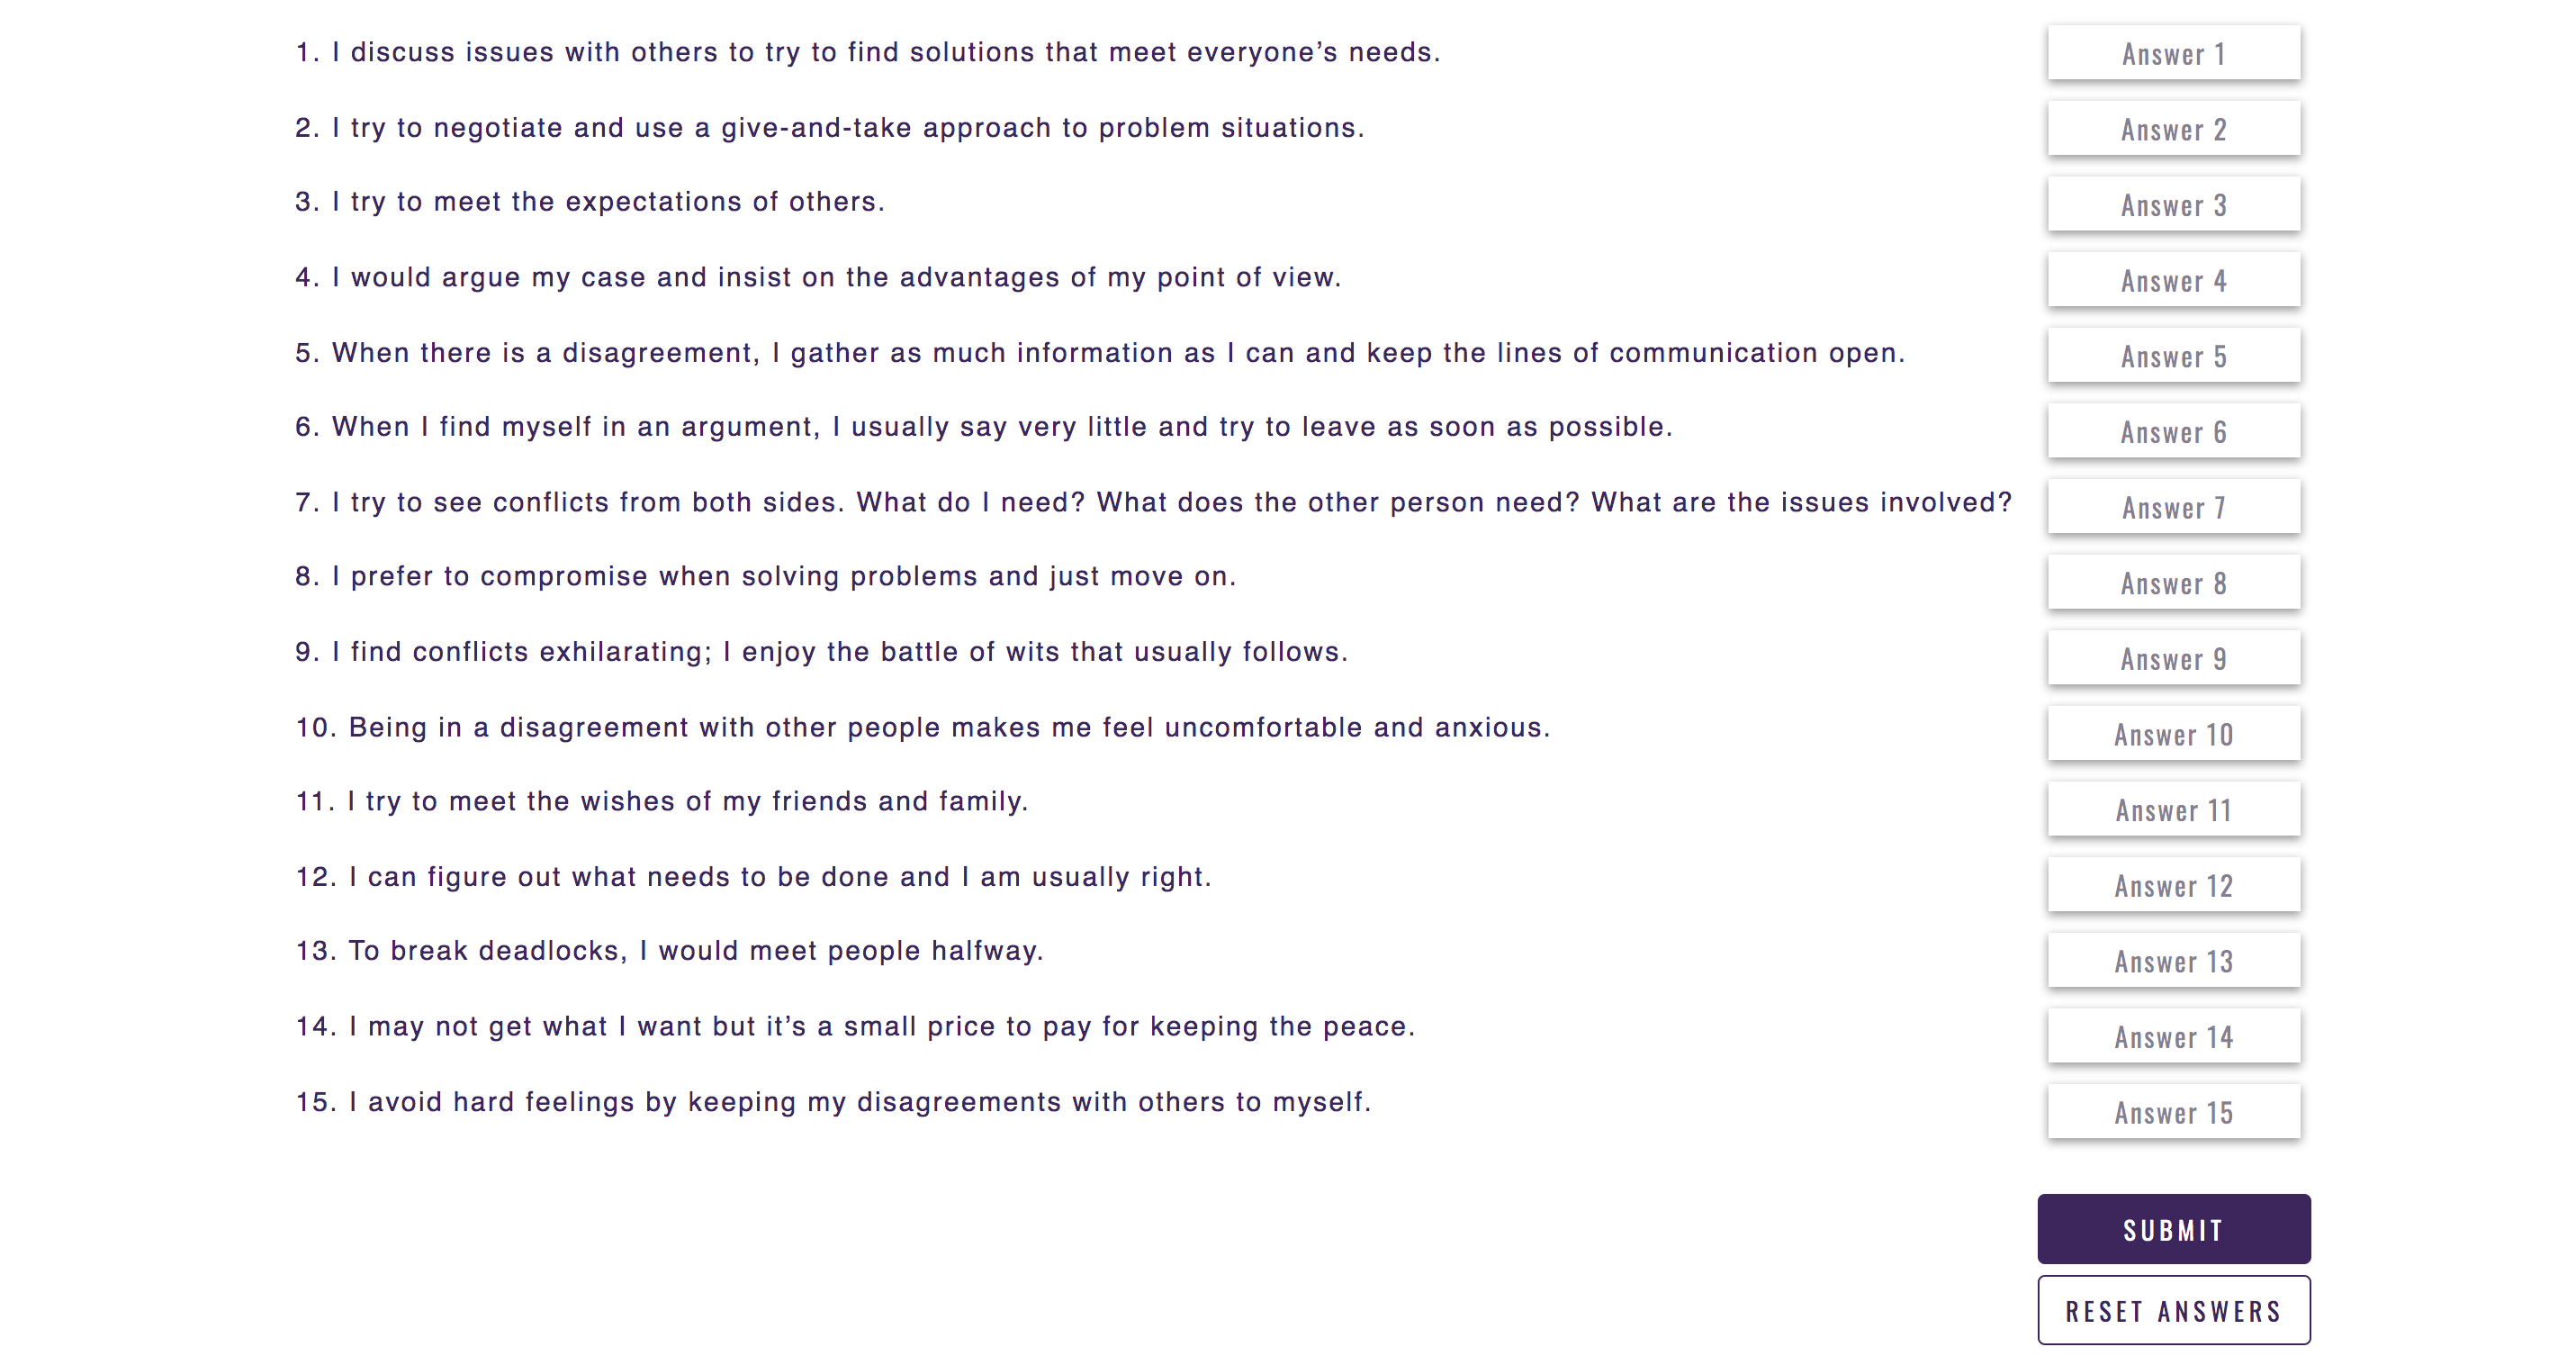 1. I discuss issues with others to try to find solutions that meet everyone’s needs.
Answer 1
2. I try to negotiate and use a give-and-take approach to problem situations.
Answer 2
3. I try to meet the expectations of others.
Answer 3
4. I would argue my case and insist on the advantages of my point of view.
Answer 4
5. When there is a disagreement, I gather as much information as I can and keep the lines of communication open.
Answer 5
6. When I find myself in an argument, I usually say very little and try to leave as soon as possible.
Answer 6
7. I try to see conflicts from both sides. What do I need? What does the other person need? What are the issues involved?
Answer 7
8. I prefer to compromise when solving problems and just move on.
Answer 8
9. I find conflicts exhilarating; I enjoy the battle of wits that usually follows.
Answer 9
10. Being in a disagreement with other people makes me feel uncomfortable and anxious.
Answer 10
11. I try to meet the wishes of my friends and family.
Answer 11
12. I can figure out what needs to be done and I am usually right.
Answer 12
13. To break deadlocks, I would meet people halfway.
Answer 13
14. I may not get what I want but it’s a small price to pay for keeping the peace.
Answer 14
15. I avoid hard feelings by keeping my disagreements with others to myself.
Answer 15
SUBMIT
RESET ANSWERS